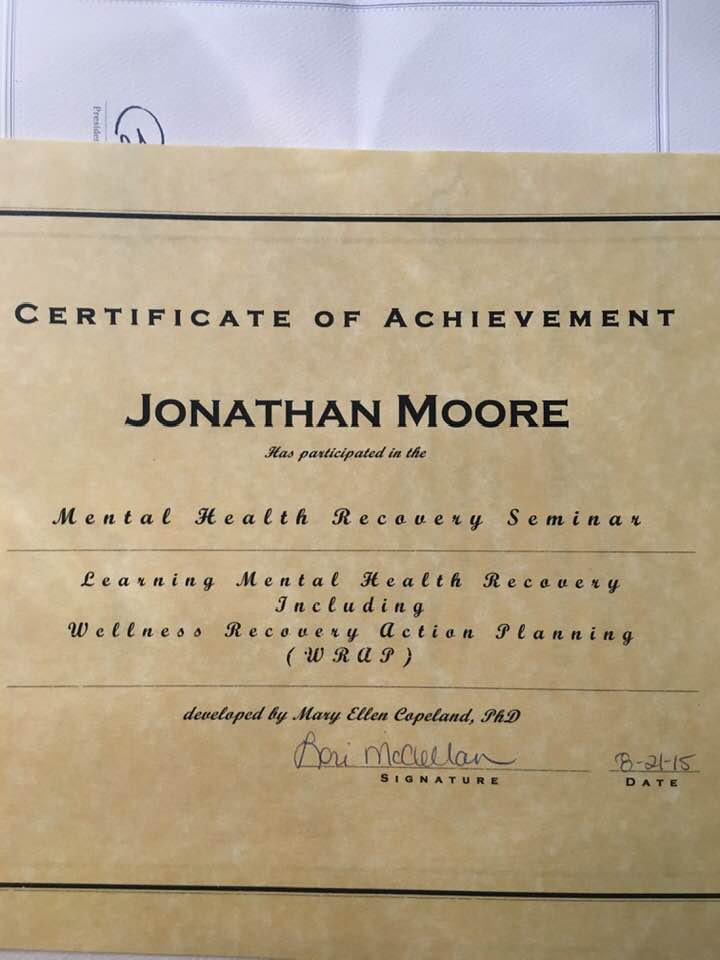 Preside
CERTIFICATE OF ACHIEVEMENT
JONATHAN MOORE
Has participated in the
Mental Health Recovery Seminar
Learning Mental Health Recovery
Including
Wellness Recovery Action Planning
(WRAP)
developed by Mary Ellen Copeland, PhD
Lori McClellan
SIGNATURE
8-21-15
DATE